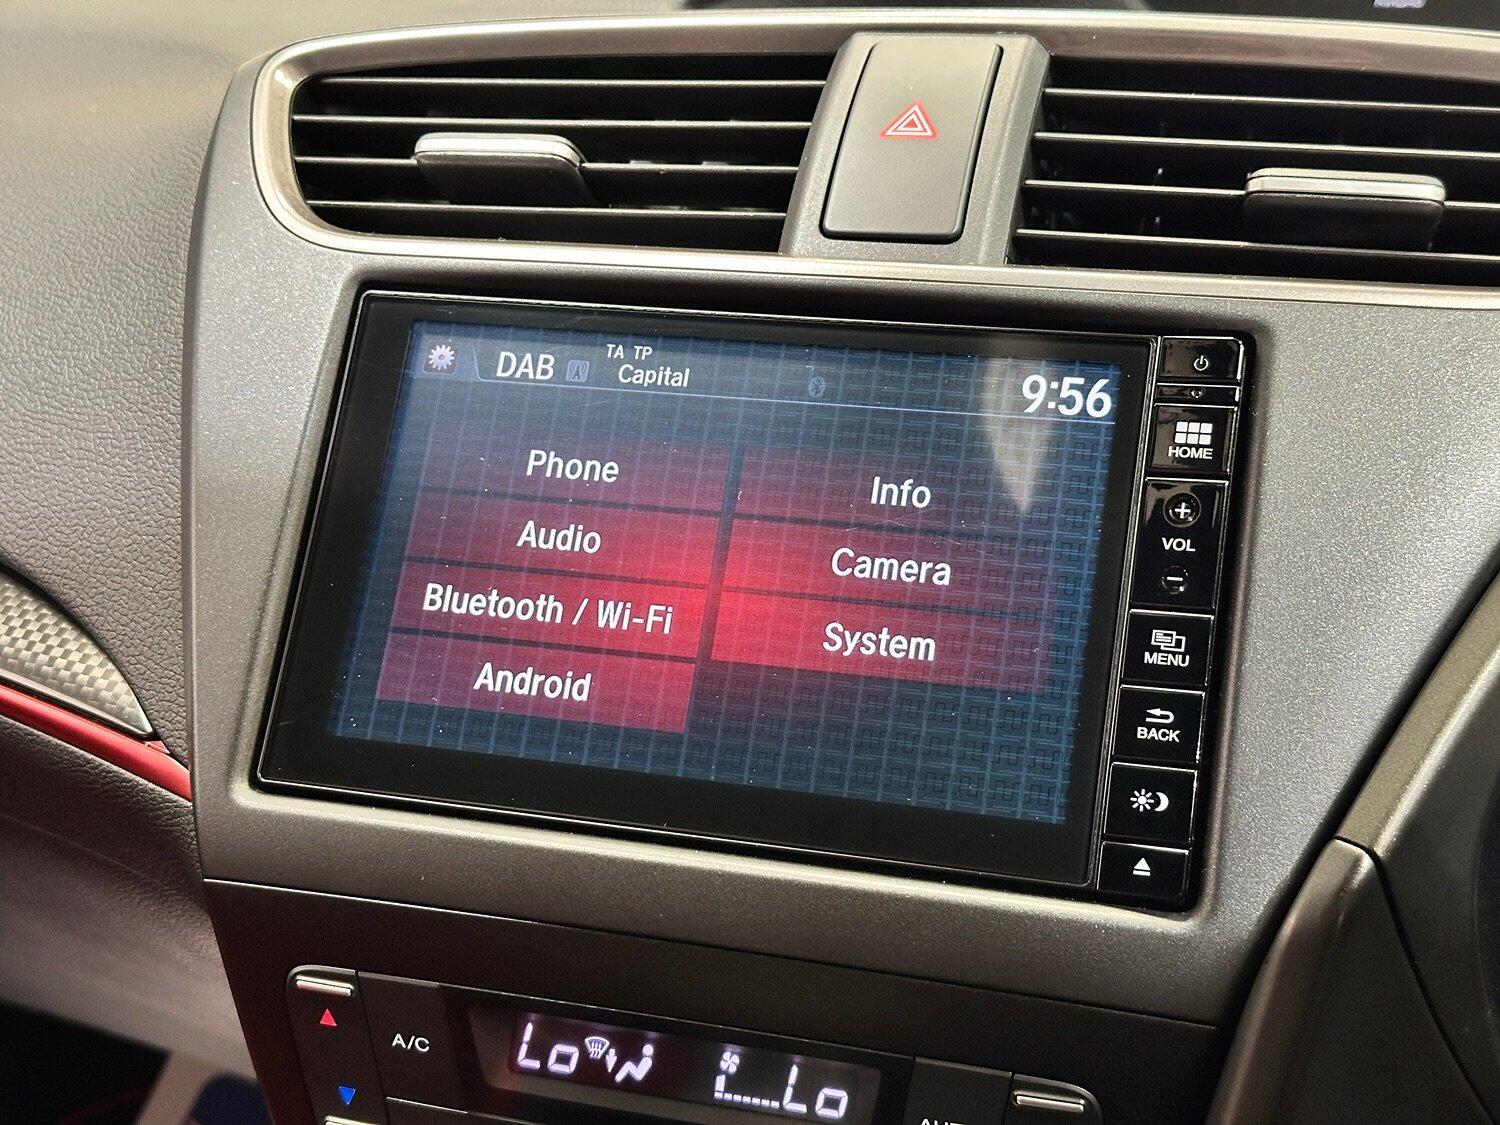 DAB
TA TP
Capital
9:56
Phone
Info
Audio
Camera
Bluetooth / Wi-Fi
System
Android
HOME
VOL
MENU
BACK
A/C
Lo
Lo